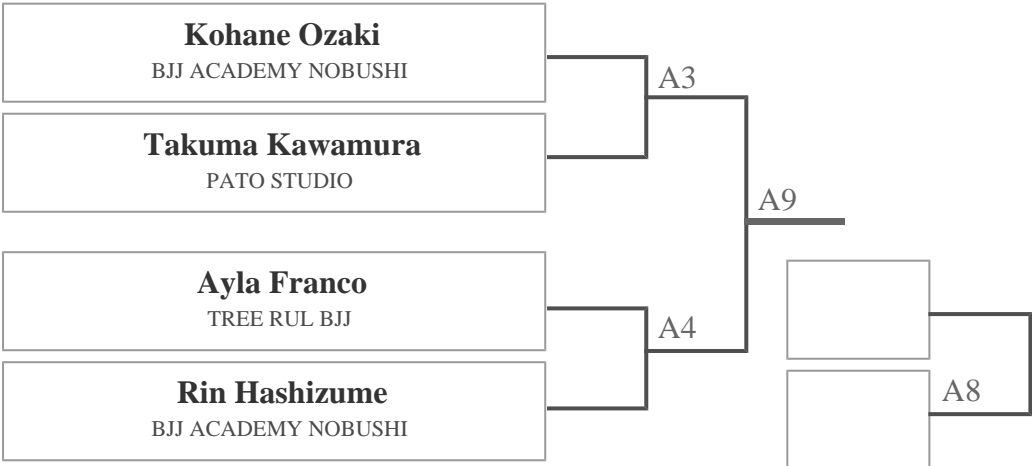 Kohane Ozaki
BJJ ACADEMY NOBUSHI
A3
Takuma Kawamura
PATO STUDIO
A9
Ayla Franco
TREE RUL BJJ
A4
Rin Hashizume
BJJ ACADEMY NOBUSHI
A8